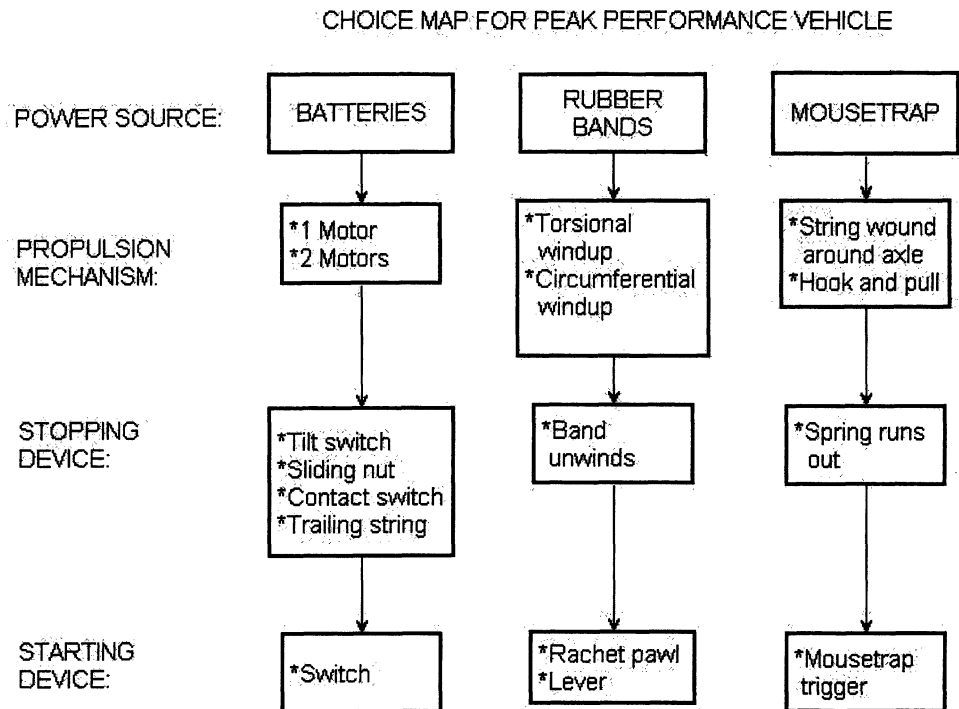 CHOICE MAP FOR PEAK PERFORMANCE VEHICLE
POWER SOURCE:
BATTERIES
RUBBER
BANDS
MOUSETRAP
PROPULSION
MECHANISM:
*1 Motor
*2 Motors
*Torsional
windup
*Circumferential
windup
*String wound
around axle
*Hook and pull
STOPPING
DEVICE:
*Tilt switch
*Sliding nut
*Contact switch
*Trailing string
*Band
unwinds
*Spring runs
out
STARTING
DEVICE:
*Switch
*Rachet pawl
*Lever
*Mousetrap
trigger